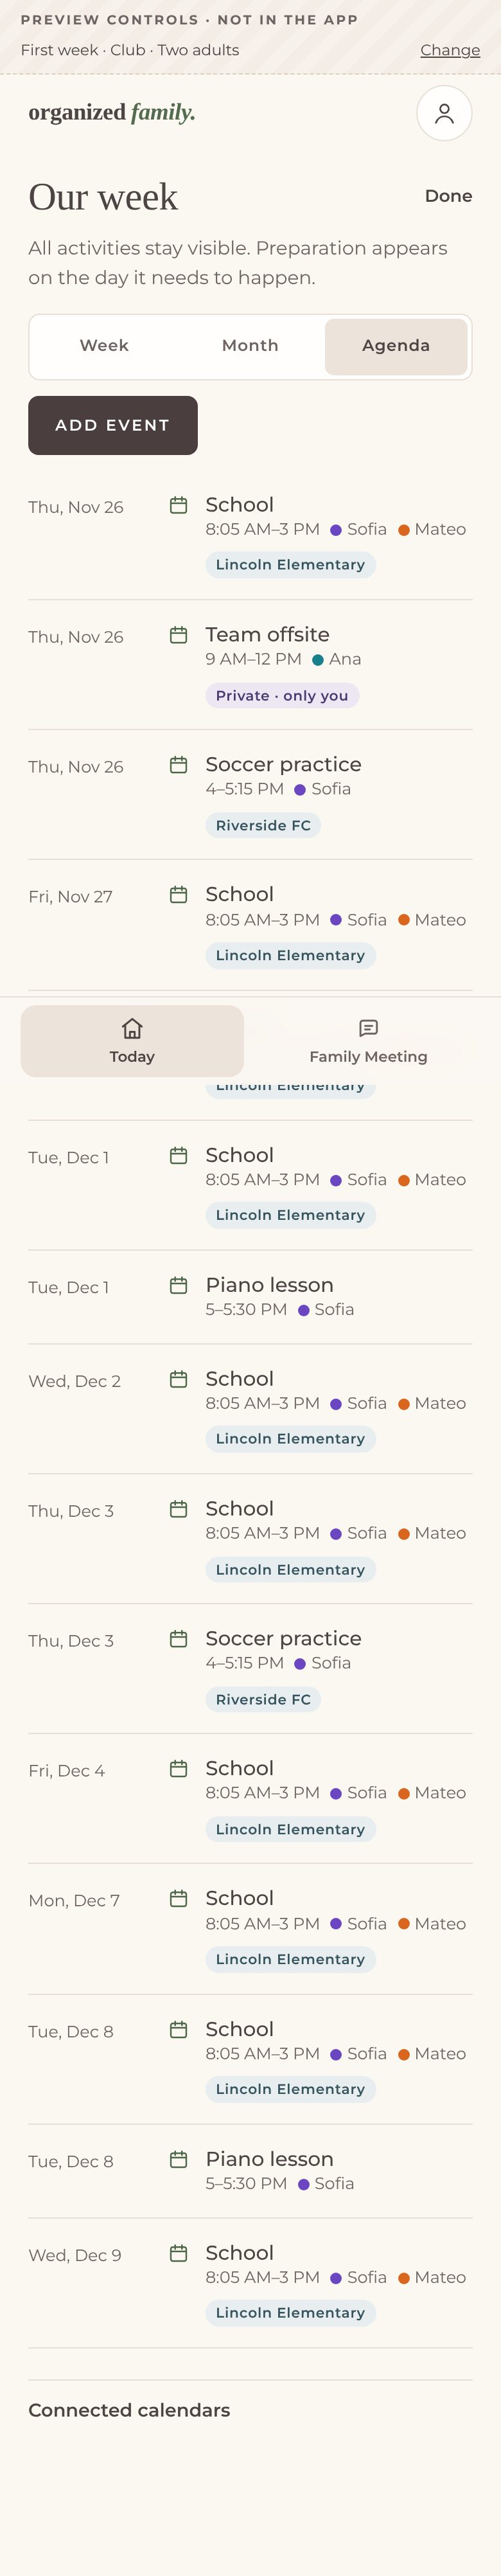 PREVIEW CONTROLS · NOT IN THE APP
First week · Club · Two adults
Change
organized family.
Our week
Done
All activities stay visible. Preparation appears
on the day it needs to happen.
Week
Month
Agenda
ADD EVENT
Thu, Nov 26
School
8:05 AM–3 PM Sofia Mateo
Lincoln Elementary
Thu, Nov 26
Team offsite
9 AM–12 PM Ana
Private · only you
Thu, Nov 26
Soccer practice
4–5:15 PM Sofia
Riverside FC
Fri, Nov 27
School
8:05 AM–3 PM Sofia Mateo
Lincoln Elementary
Today
Family Meeting
Lincoln Elementary
Tue, Dec 1
School
8:05 AM–3 PM Sofia Mateo
Lincoln Elementary
Tue, Dec 1
Piano lesson
5–5:30 PM Sofia
Wed, Dec 2
School
8:05 AM–3 PM Sofia Mateo
Lincoln Elementary
Thu, Dec 3
School
8:05 AM–3 PM Sofia Mateo
Lincoln Elementary
Thu, Dec 3
Soccer practice
4–5:15 PM Sofia
Riverside FC
Fri, Dec 4
School
8:05 AM–3 PM Sofia Mateo
Lincoln Elementary
Mon, Dec 7
School
8:05 AM–3 PM Sofia Mateo
Lincoln Elementary
Tue, Dec 8
School
8:05 AM–3 PM Sofia Mateo
Lincoln Elementary
Tue, Dec 8
Piano lesson
5–5:30 PM Sofia
Wed, Dec 9
School
8:05 AM–3 PM Sofia Mateo
Lincoln Elementary
Connected calendars